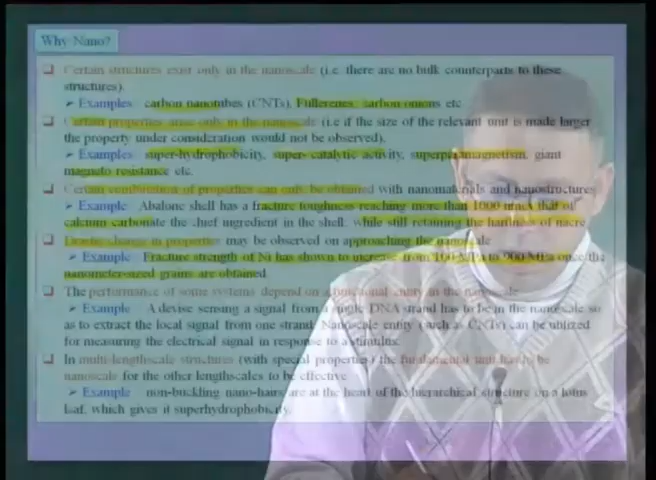 Why Nano?
Certain structures exist only in the nanoscale (i.e. there are no bulk counterparts to these
structures).
Examples: carbon nanotubes (CNTs), Fullerenes, carbon onions etc
Certain properties arise only in the nanoscale (i.e if the size of the relevant unit is made larger
the property under consideration would not be observed).
Examples: super-hydrophobicity, super- catalytic activity, superparamagnetism, giant
magneto resistance etc.
Certain combination of properties can only be obtained with nanomaterials and nanostructures
Example: Abalone shell has a fracture toughness reaching more than 1000 times that of
calcium carbonate the chief ingredient in the shell, while still retaining the hardness of nacre
Drastic change in properties may be observed on approaching the nanoscale
Example: Fracture strength of Ni has shown to increase from 100 MPa to 900 MPa once the
nanometer-sized grains are obtained
The performance of some systems depend on a functional entity in the nanoscale
Example: A devise sensing a signal from a single DNA strand has to be in the nanoscale so
as to extract the local signal from one strand. Nanoscale entity (such as CNTs) can be utilized
for measuring the electrical signal in response to a stimulus
In multi-lengthscale structures (with special properties) the fundamental unit has to be
nanoscale for the other lengthscales to be effective
Example: non-buckling nano-hairs are at the heart of the hierarchical structure on a lotus
leaf, which gives it superhydrophobicity.